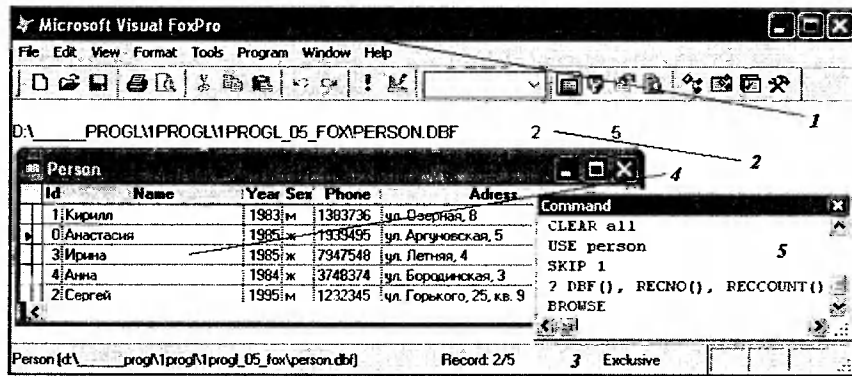 Microsoft Visual FoxPro
File Edit View Format Tools Program Window Help
1
D:\______PROGL\1PROGL\1PROGL_05_FOX\PERSON.DBF 2 5
2
Person
4
Id Name Year Sex Phone Adress
1 Кирилл 1983 м 1383736 ул. Озерная, 8
0 Анастасия 1985 ж 1939495 ул. Аргуновская, 5
3 Ирина 1985 ж 7947548 ул. Летняя, 4
4 Анна 1984 ж 3748374 ул. Бородинская, 3
2 Сергей 1995 м 1232345 ул. Горького, 25, кв. 9
Command
CLEAR all
USE person
SKIP 1
? DBF(), RECNO(), RECCOUNT()
BROWSE
5
Person (d:\______progl\1progl\1progl_05_fox\person.dbf) Record: 2/5 3 Exclusive